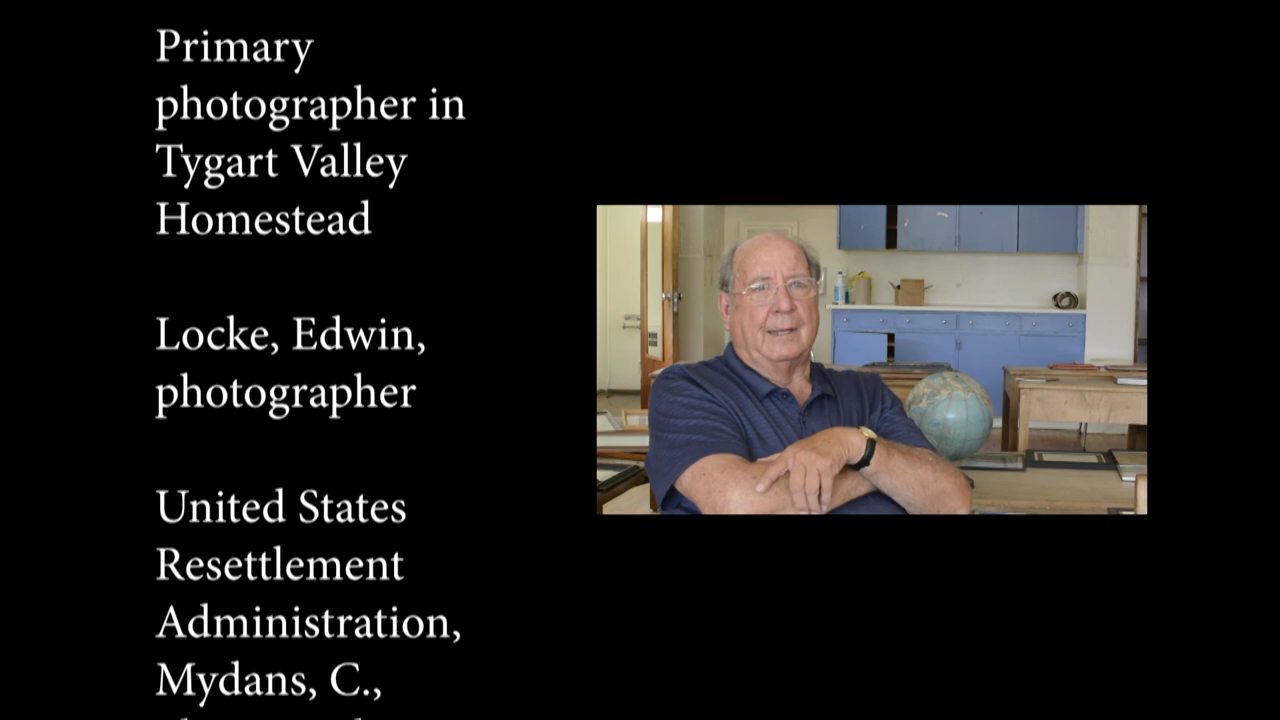 Primary
photographer in
Tygart Valley
Homestead
Locke, Edwin,
photographer
United States
Resettlement
Administration,
Mydans, C.,